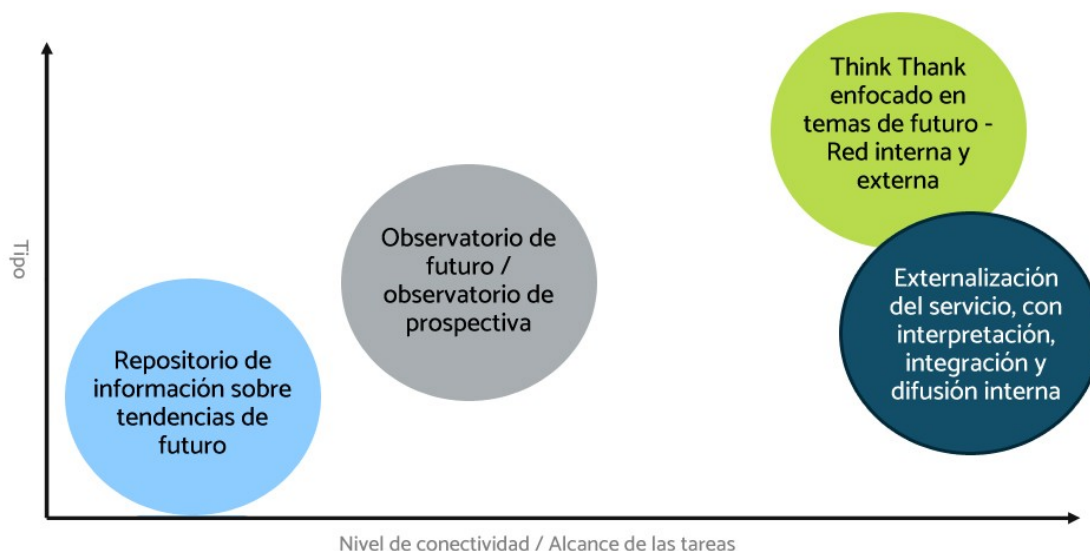 Think Thank
enfocado en
temas de futuro -
Red interna y
externa
Observatorio de
futuro /
observatorio de
prospectiva
Tipo
Externalización
del servicio, con
interpretación,
integración y
difusión interna
Repositorio de
información sobre
tendencias de
futuro
Nivel de conectividad / Alcance de las tareas